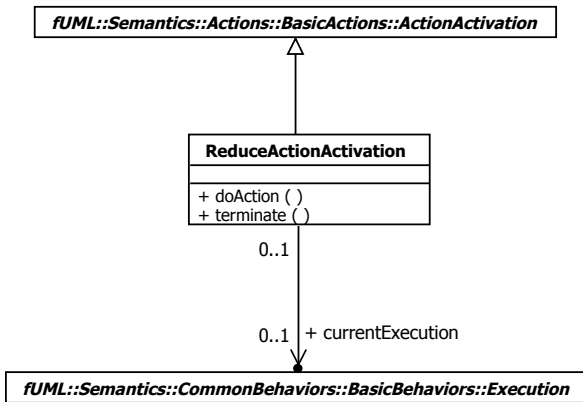 fUML::Semantics::Actions::BasicActions::ActionActivation
ReduceActionActivation
+ doAction ( )
+ terminate ( )
0..1
0..1 + currentExecution
fUML::Semantics::CommonBehaviors::BasicBehaviors::Execution